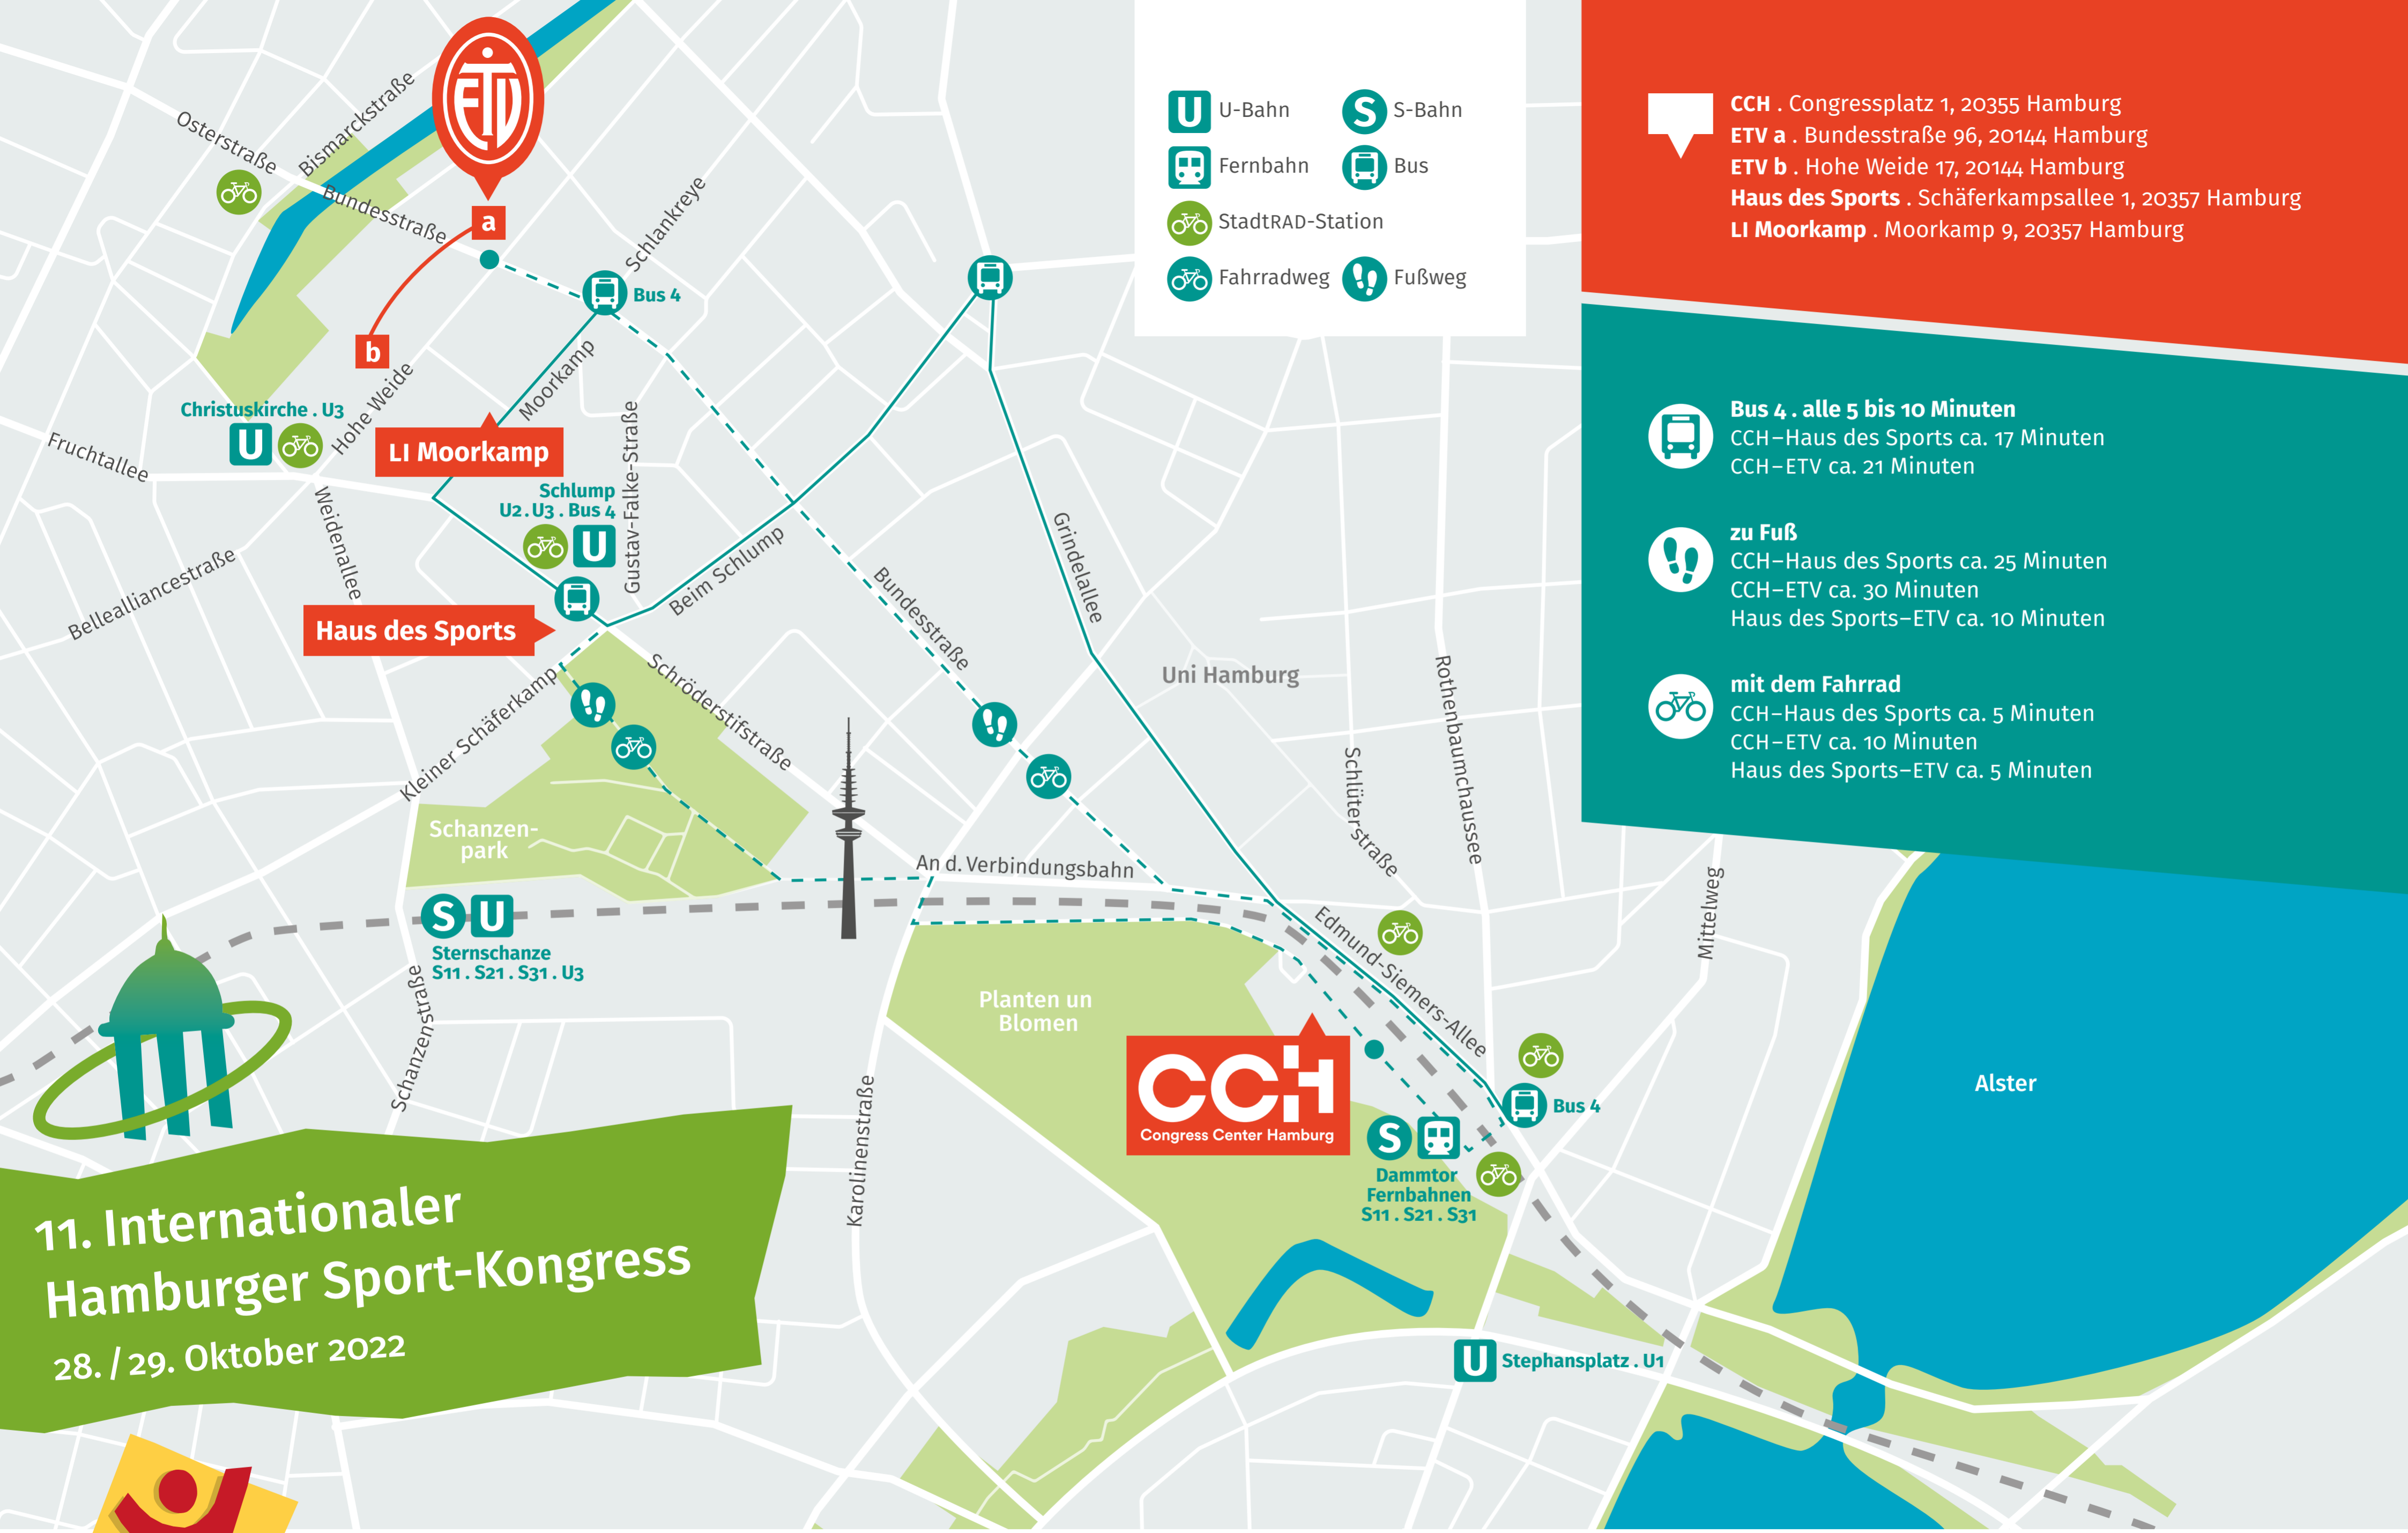 ETV
Osterstraße
Bismarckstraße
Bundesstraße
a
b
Schlankreye
Bus 4
Moorkamp
Hohe Weide
Christuskirche . U3
U
LI Moorkamp
Fruchtallee
Weidenallee
Schlump
U2 . U3 . Bus 4
U
Gustav-Falke-Straße
Beim Schlump
Bellealliancestraße
Haus des Sports
Kleiner Schäferkamp
Schröderstifstraße
Bundesstraße
Grindelallee
Uni Hamburg
Rothenbaumchaussee
Schlüterstraße
Schanzen-
park
An d. Verbindungsbahn
Mittelweg
S U
Sternschanze
S11 . S21 . S31 . U3
Schanzenstraße
Edmund-Siemers-Allee
Planten un
Blomen
CCH
Congress Center Hamburg
Karolinenstraße
Bus 4
S
Dammtor
Fernbahnen
S11 . S21 . S31
Alster
U Stephansplatz . U1
U U-Bahn
S S-Bahn
Fernbahn
Bus
StadtRAD-Station
Fahrradweg
Fußweg
CCH . Congressplatz 1, 20355 Hamburg
ETV a . Bundesstraße 96, 20144 Hamburg
ETV b . Hohe Weide 17, 20144 Hamburg
Haus des Sports . Schäferkampsallee 1, 20357 Hamburg
LI Moorkamp . Moorkamp 9, 20357 Hamburg
Bus 4 . alle 5 bis 10 Minuten
CCH–Haus des Sports ca. 17 Minuten
CCH–ETV ca. 21 Minuten
zu Fuß
CCH–Haus des Sports ca. 25 Minuten
CCH–ETV ca. 30 Minuten
Haus des Sports–ETV ca. 10 Minuten
mit dem Fahrrad
CCH–Haus des Sports ca. 5 Minuten
CCH–ETV ca. 10 Minuten
Haus des Sports–ETV ca. 5 Minuten
11. Internationaler
Hamburger Sport-Kongress
28. / 29. Oktober 2022